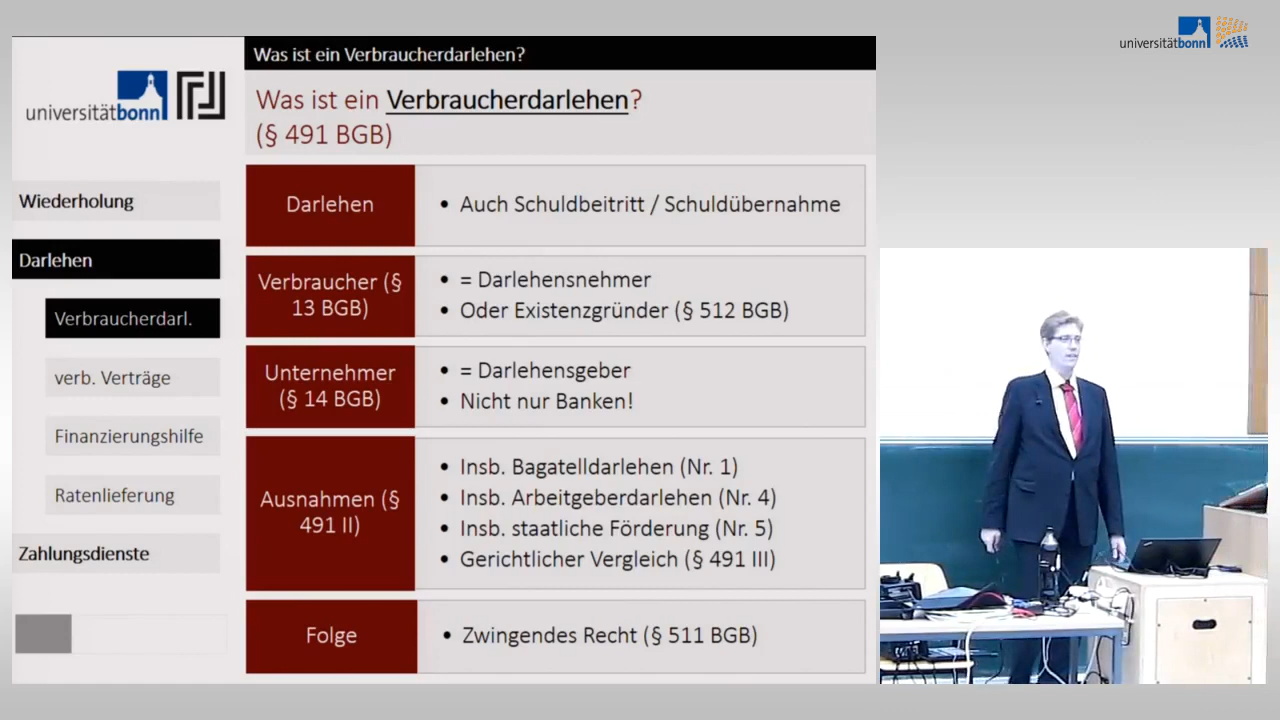 universitätbonn
Was ist ein Verbraucherdarlehen?
universitätbonn
Was ist ein Verbraucherdarlehen?
(§ 491 BGB)
Wiederholung
Darlehen
Verbraucherdarl.
verb. Verträge
Finanzierungshilfe
Ratenlieferung
Zahlungsdienste
Darlehen
• Auch Schuldbeitritt / Schuldübernahme
Verbraucher (§
13 BGB)
• = Darlehensnehmer
• Oder Existenzgründer (§ 512 BGB)
Unternehmer
(§ 14 BGB)
• = Darlehensgeber
• Nicht nur Banken!
Ausnahmen (§
491 II)
• Insb. Bagatelldarlehen (Nr. 1)
• Insb. Arbeitgeberdarlehen (Nr. 4)
• Insb. staatliche Förderung (Nr. 5)
• Gerichtlicher Vergleich (§ 491 III)
Folge
• Zwingendes Recht (§ 511 BGB)